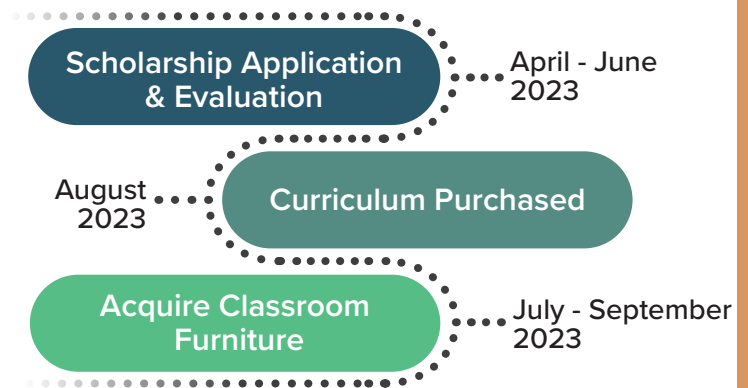 Scholarship Application
& Evaluation
April - June
2023
August
2023
Curriculum Purchased
Acquire Classroom
Furniture
July - September
2023